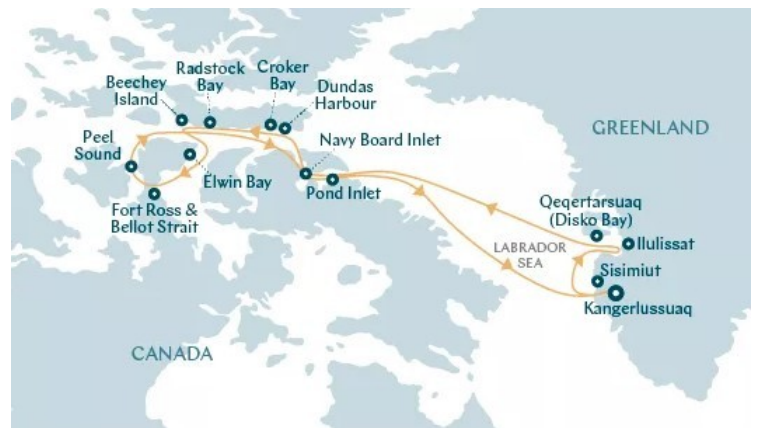 Beechey
Island
Radstock
Bay
Croker
Bay
Dundas
Harbour
GREENLAND
Peel
Sound
Navy Board Inlet
Elwin Bay
Pond Inlet
Fort Ross &
Bellot Strait
Qeqertarsuaq
(Disko Bay)
Ilulissat
LABRADOR
SEA
Sisimiut
Kangerlussuaq
CANADA